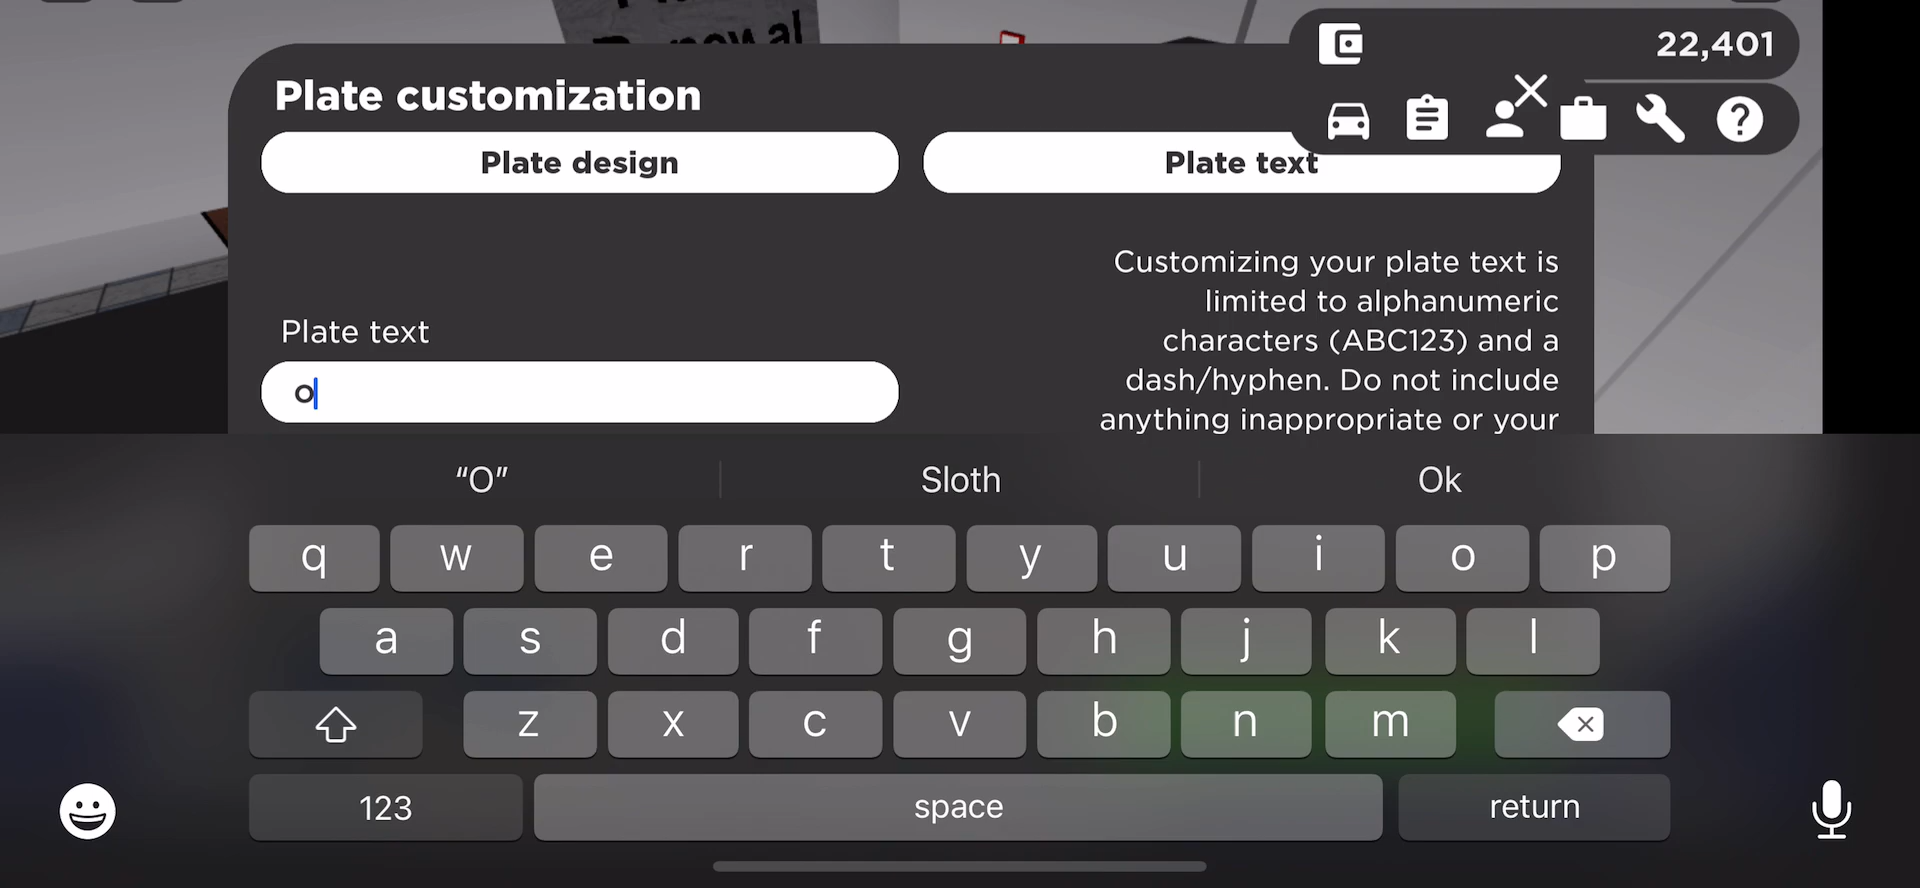 22,401
Plate customization
Plate design
Plate text
Customizing your plate text is
limited to alphanumeric
characters (ABC123) and a
dash/hyphen. Do not include
anything inappropriate or your
Plate text
o
“O”
Sloth
Ok
q w e r t y u i o p
a s d f g h j k l
z x c v b n m
123
space
return